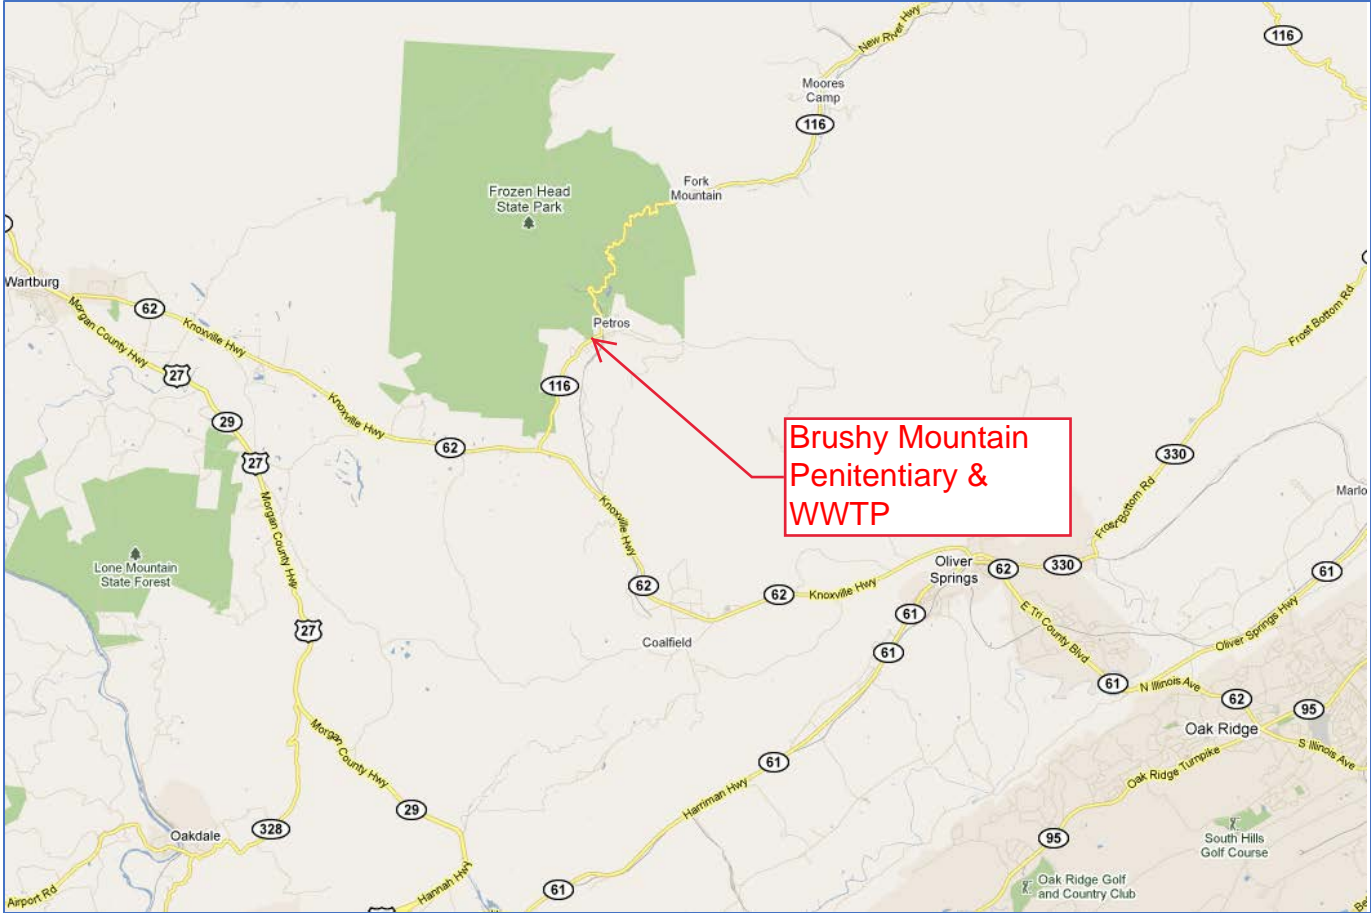 116
New River Hwy
Moores
Camp
116
Frozen Head
State Park
Fork
Mountain
Wartburg
62
Knoxville Hwy
Morgan County Hwy
27
Petros
Frost Bottom Rd
116
Knoxville Hwy
29
62
27
Brushy Mountain
Penitentiary &
WWTP
330
Morgan County Hwy
Knoxville Hwy
Frost Bottom Rd
Marlo
Lone Mountain
State Forest
62
62
Knoxville Hwy
Oliver
Springs
62
330
61
61
E Tri County Blvd
Oliver Springs Hwy
27
Coalfield
61
61
N Illinois Ave
62
95
Oak Ridge
S Illinois Ave
Morgan County Hwy
61
Oak Ridge Turnpike
Harriman Hwy
29
328
Oakdale
95
South Hills
Golf Course
Hannah Hwy
61
Oak Ridge Golf
and Country Club
Airport Rd